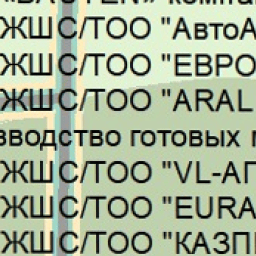 ЖШС/ТОО "АвтоА
ЖШС/ТОО "ЕВРО
ЖШС/ТОО "ARAL
зводство готовых м
ЖШС/ТОО "VL-АГ
ЖШС/ТОО "EURA
ЖШС/ТОО "КАЗП